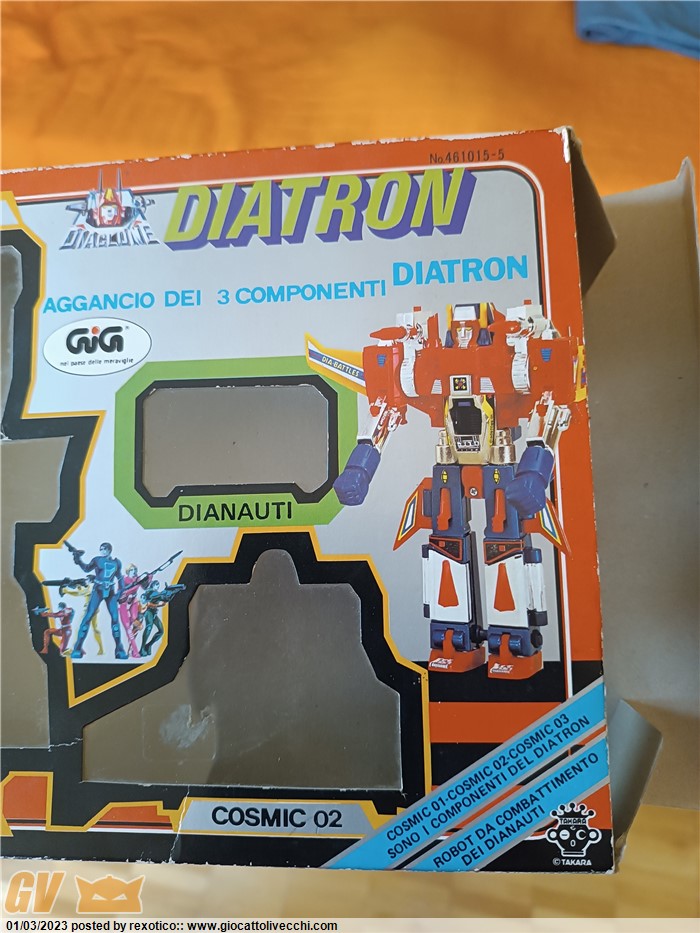 No.461015-5
DIACLONE
DIATRON
AGGANCIO DEI 3 COMPONENTI DIATRON
GiG®
nel paese delle meraviglie
DIA BATTLES
DIANAUTI
COSMIC 02
COSMIC 01-COSMIC 02-COSMIC 03
SONO I COMPONENTI DEL DIATRON
ROBOT DA COMBATTIMENTO
DEI DIANAUTI
TAKARA
©TAKARA
GV
01/03/2023 posted by rexotico:: www.giocattolivecchi.com